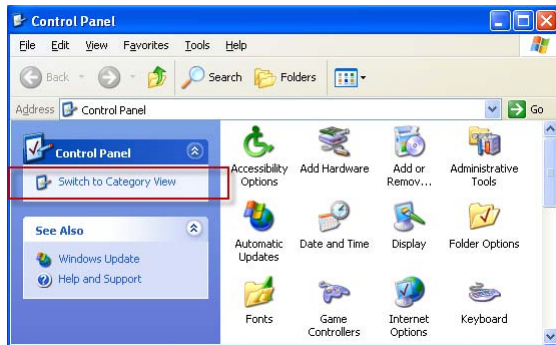 Control Panel
File Edit View Favorites Tools Help
Back Search Folders
Address Control Panel Go
Control Panel
Switch to Category View
See Also
Windows Update
Help and Support
Accessibility Options
Add Hardware
Add or Remov...
Administrative Tools
Automatic Updates
Date and Time
Display
Folder Options
Fonts
Game Controllers
Internet Options
Keyboard